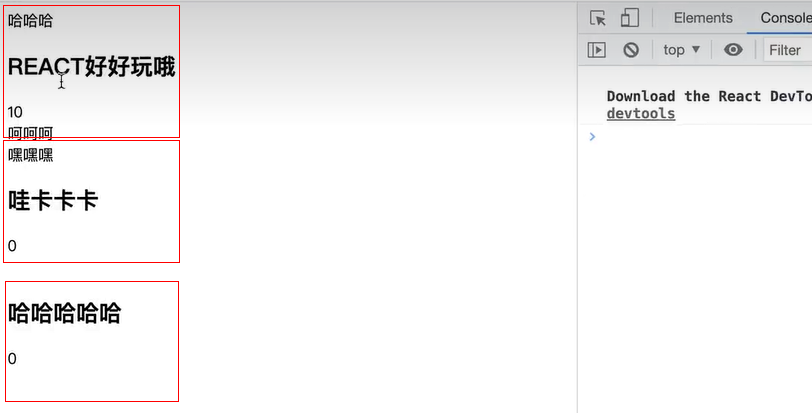 哈哈哈
REACT好好玩哦
10
呵呵呵
嘿嘿嘿
哇卡卡卡
0
哈哈哈哈哈
0
Elements Console
top ▼ Filter
Download the React DevTo
devtools
>